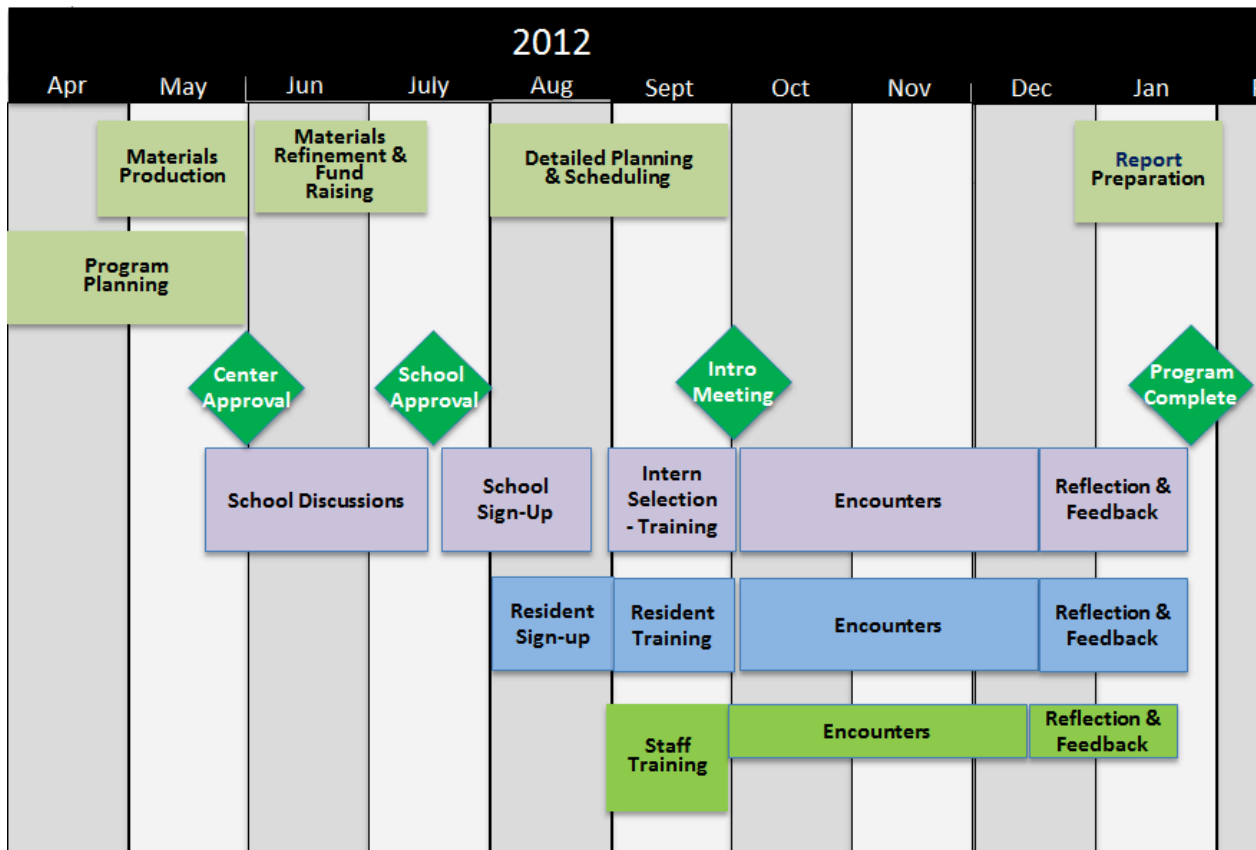 2012
Apr May Jun July Aug Sept Oct Nov Dec Jan
Materials
Production
Materials
Refinement &
Fund
Raising
Detailed Planning
& Scheduling
Report
Preparation
Program
Planning
Center
Approval
School
Approval
Intro
Meeting
Program
Complete
School Discussions
School
Sign-Up
Intern
Selection
- Training
Encounters
Reflection &
Feedback
Resident
Sign-up
Resident
Training
Encounters
Reflection &
Feedback
Staff
Training
Encounters
Reflection &
Feedback